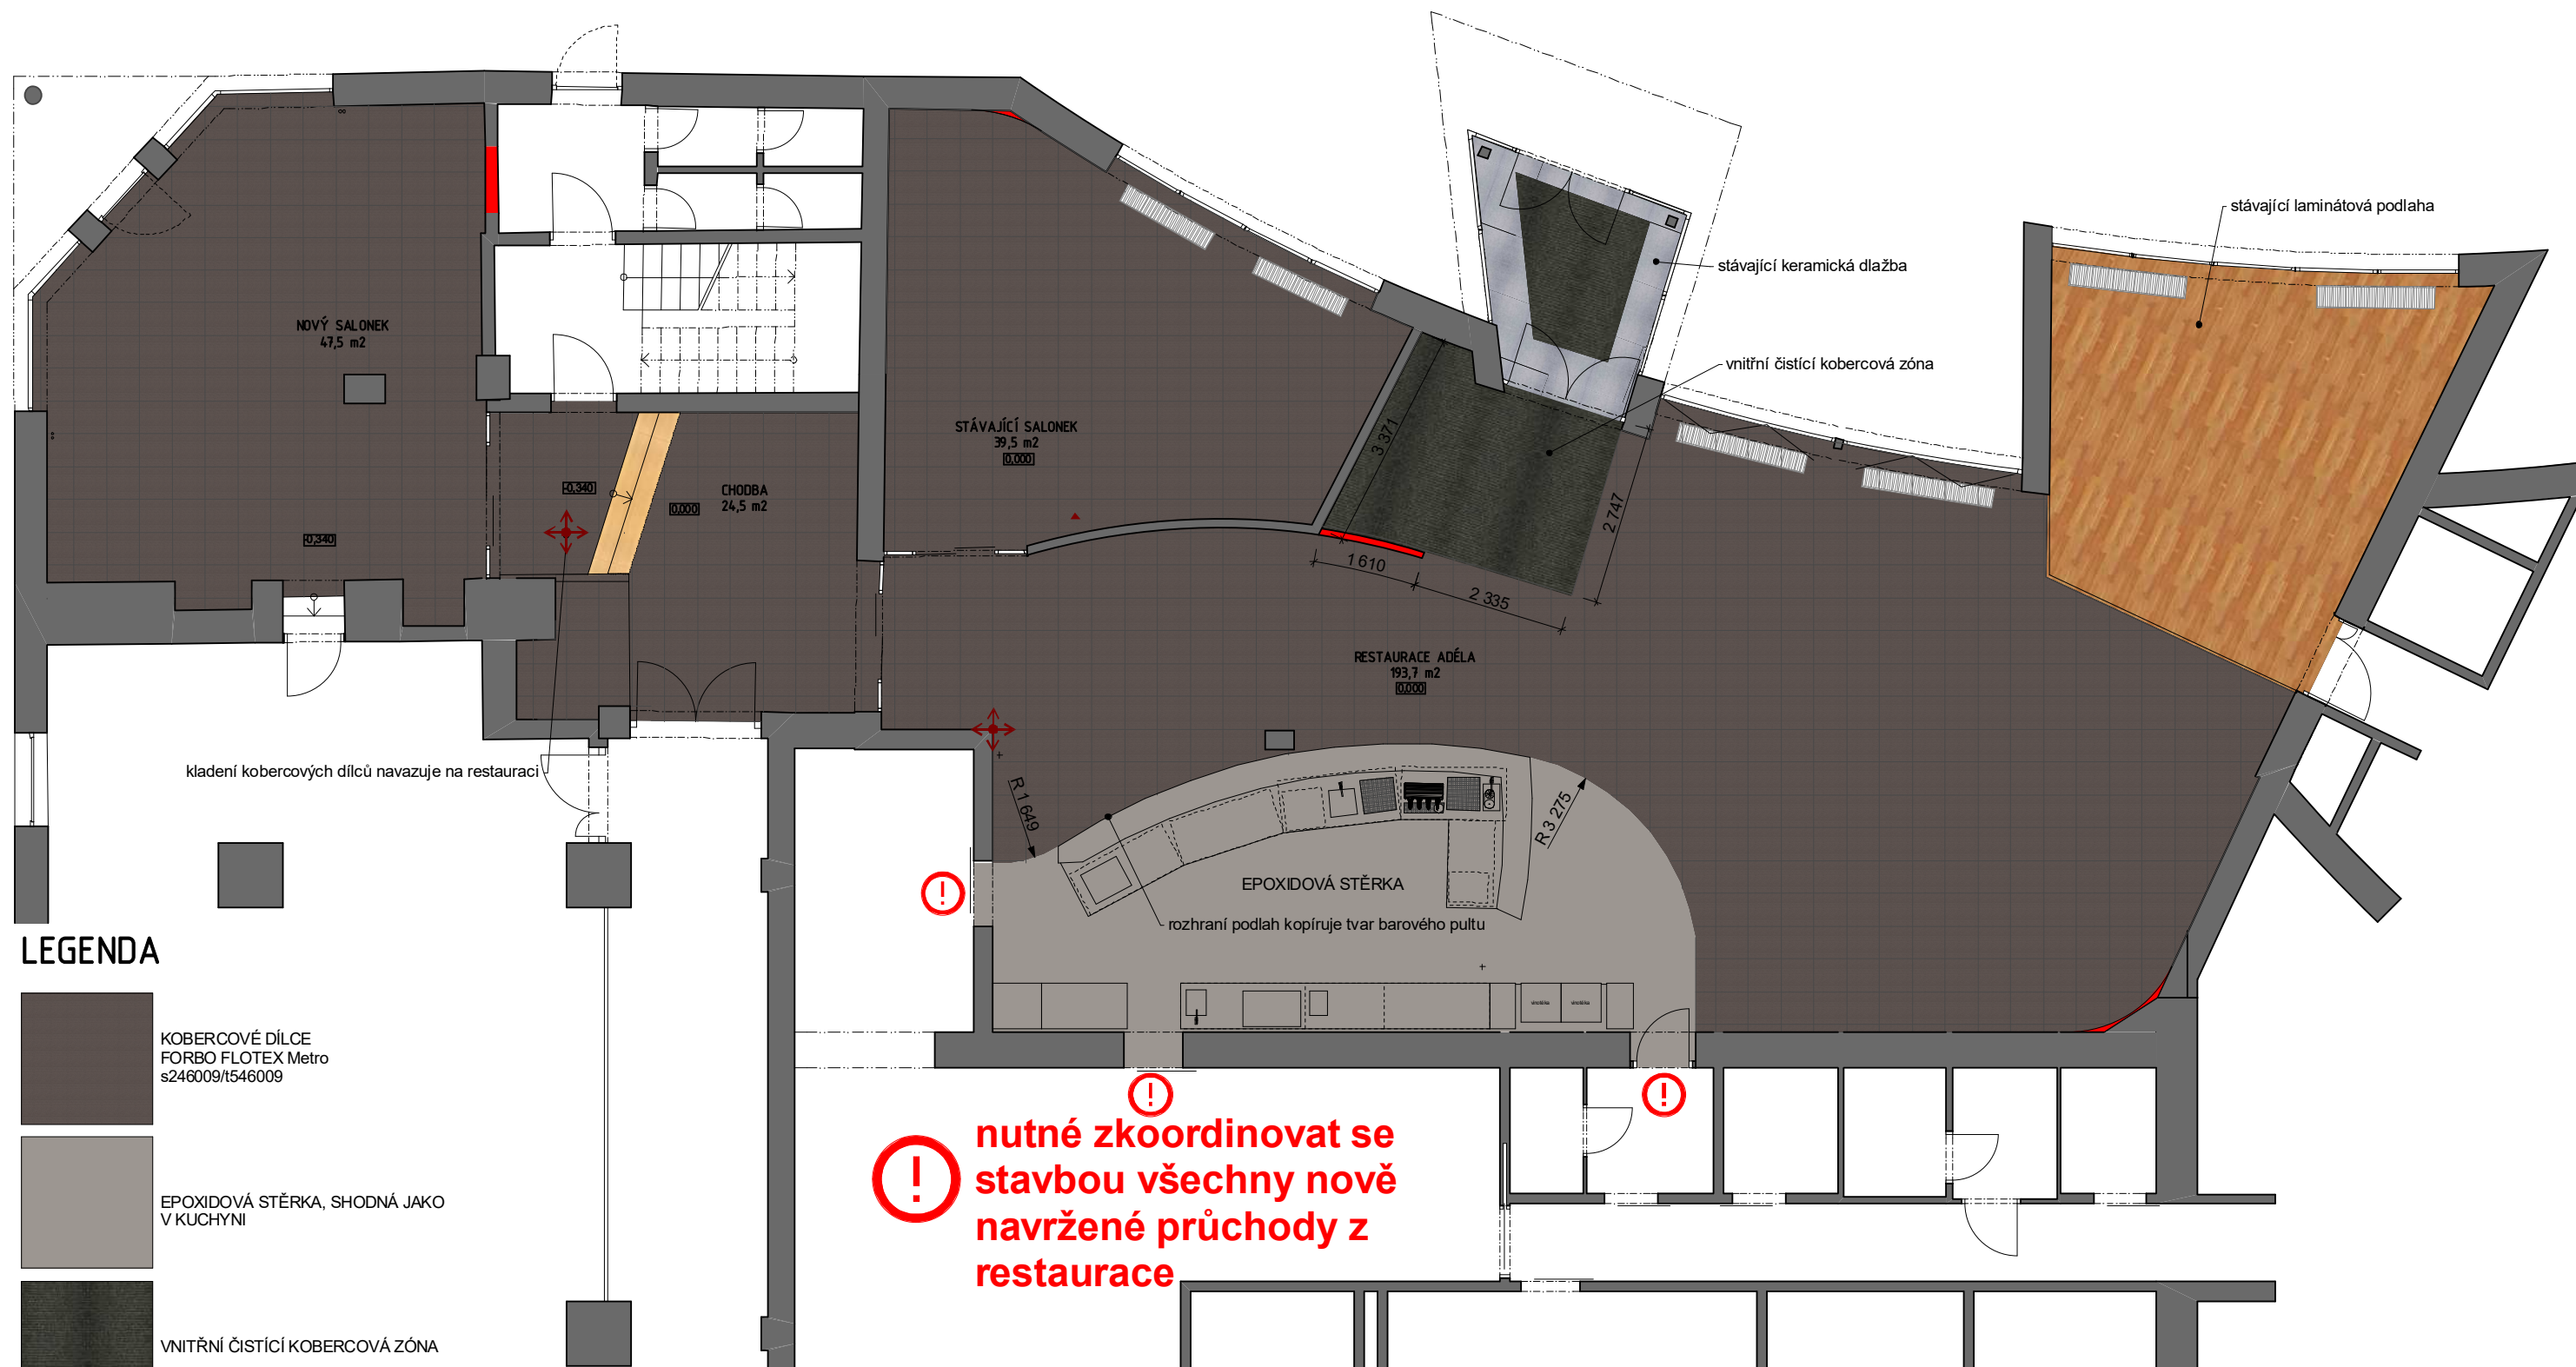 stávající laminátová podlaha
stávající keramická dlažba
vnitřní čistící kobercová zóna
NOVÝ SALONEK
47,5 m2
-0,340
-0,340
0,000
CHODBA
24,5 m2
STÁVAJÍCÍ SALONEK
39,5 m2
0,000
3 371
2 747
1 610
2 335
RESTAURACE ADÉLA
193,7 m2
0,000
kladení kobercových dílců navazuje na restauraci
R 1 649
R 3 275
EPOXIDOVÁ STĚRKA
rozhraní podlah kopíruje tvar barového pultu
vinotéka
vinotéka
LEGENDA
KOBERCOVÉ DÍLCE
FORBO FLOTEX Metro
s246009/t546009
EPOXIDOVÁ STĚRKA, SHODNÁ JAKO
V KUCHYNI
VNITŘNÍ ČISTÍCÍ KOBERCOVÁ ZÓNA
!
!
!
!
nutné zkoordinovat se
stavbou všechny nově
navržené průchody z
restaurace